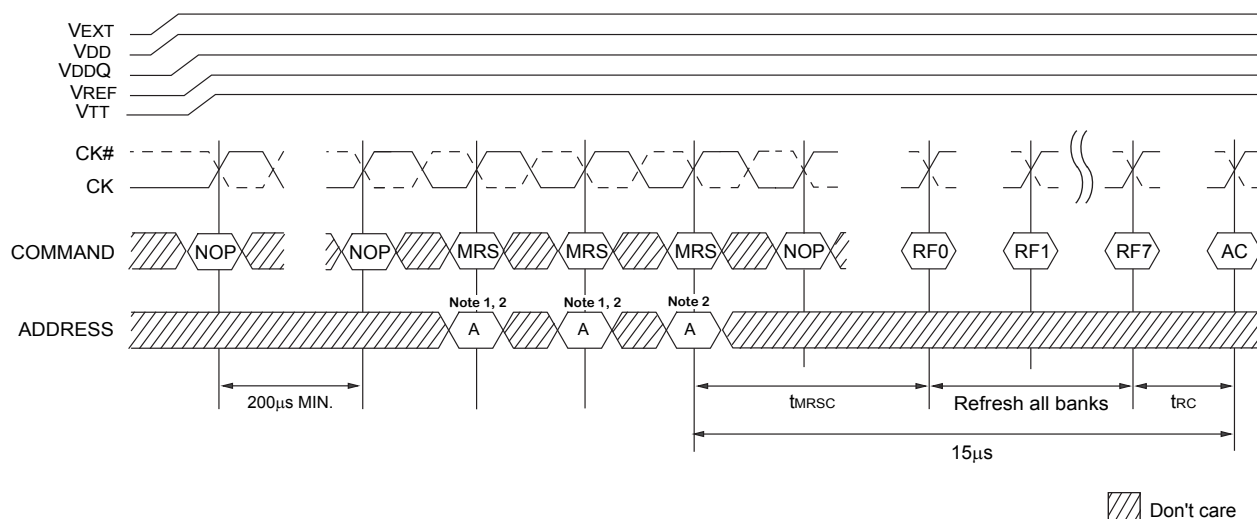 VEXT
VDD
VDDQ
VREF
VTT
CK#
CK
COMMAND NOP NOP MRS MRS MRS NOP RF0 RF1 RF7 AC
Note 1, 2 Note 1, 2 Note 2
ADDRESS A A A
200μs MIN. tMRSC Refresh all banks tRC
15μs
Don't care